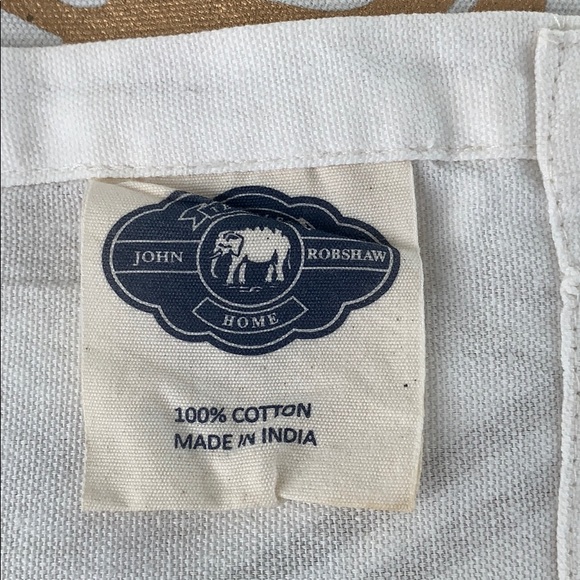 JOHN ROBSHAW
HOME
100% COTTON
MADE IN INDIA